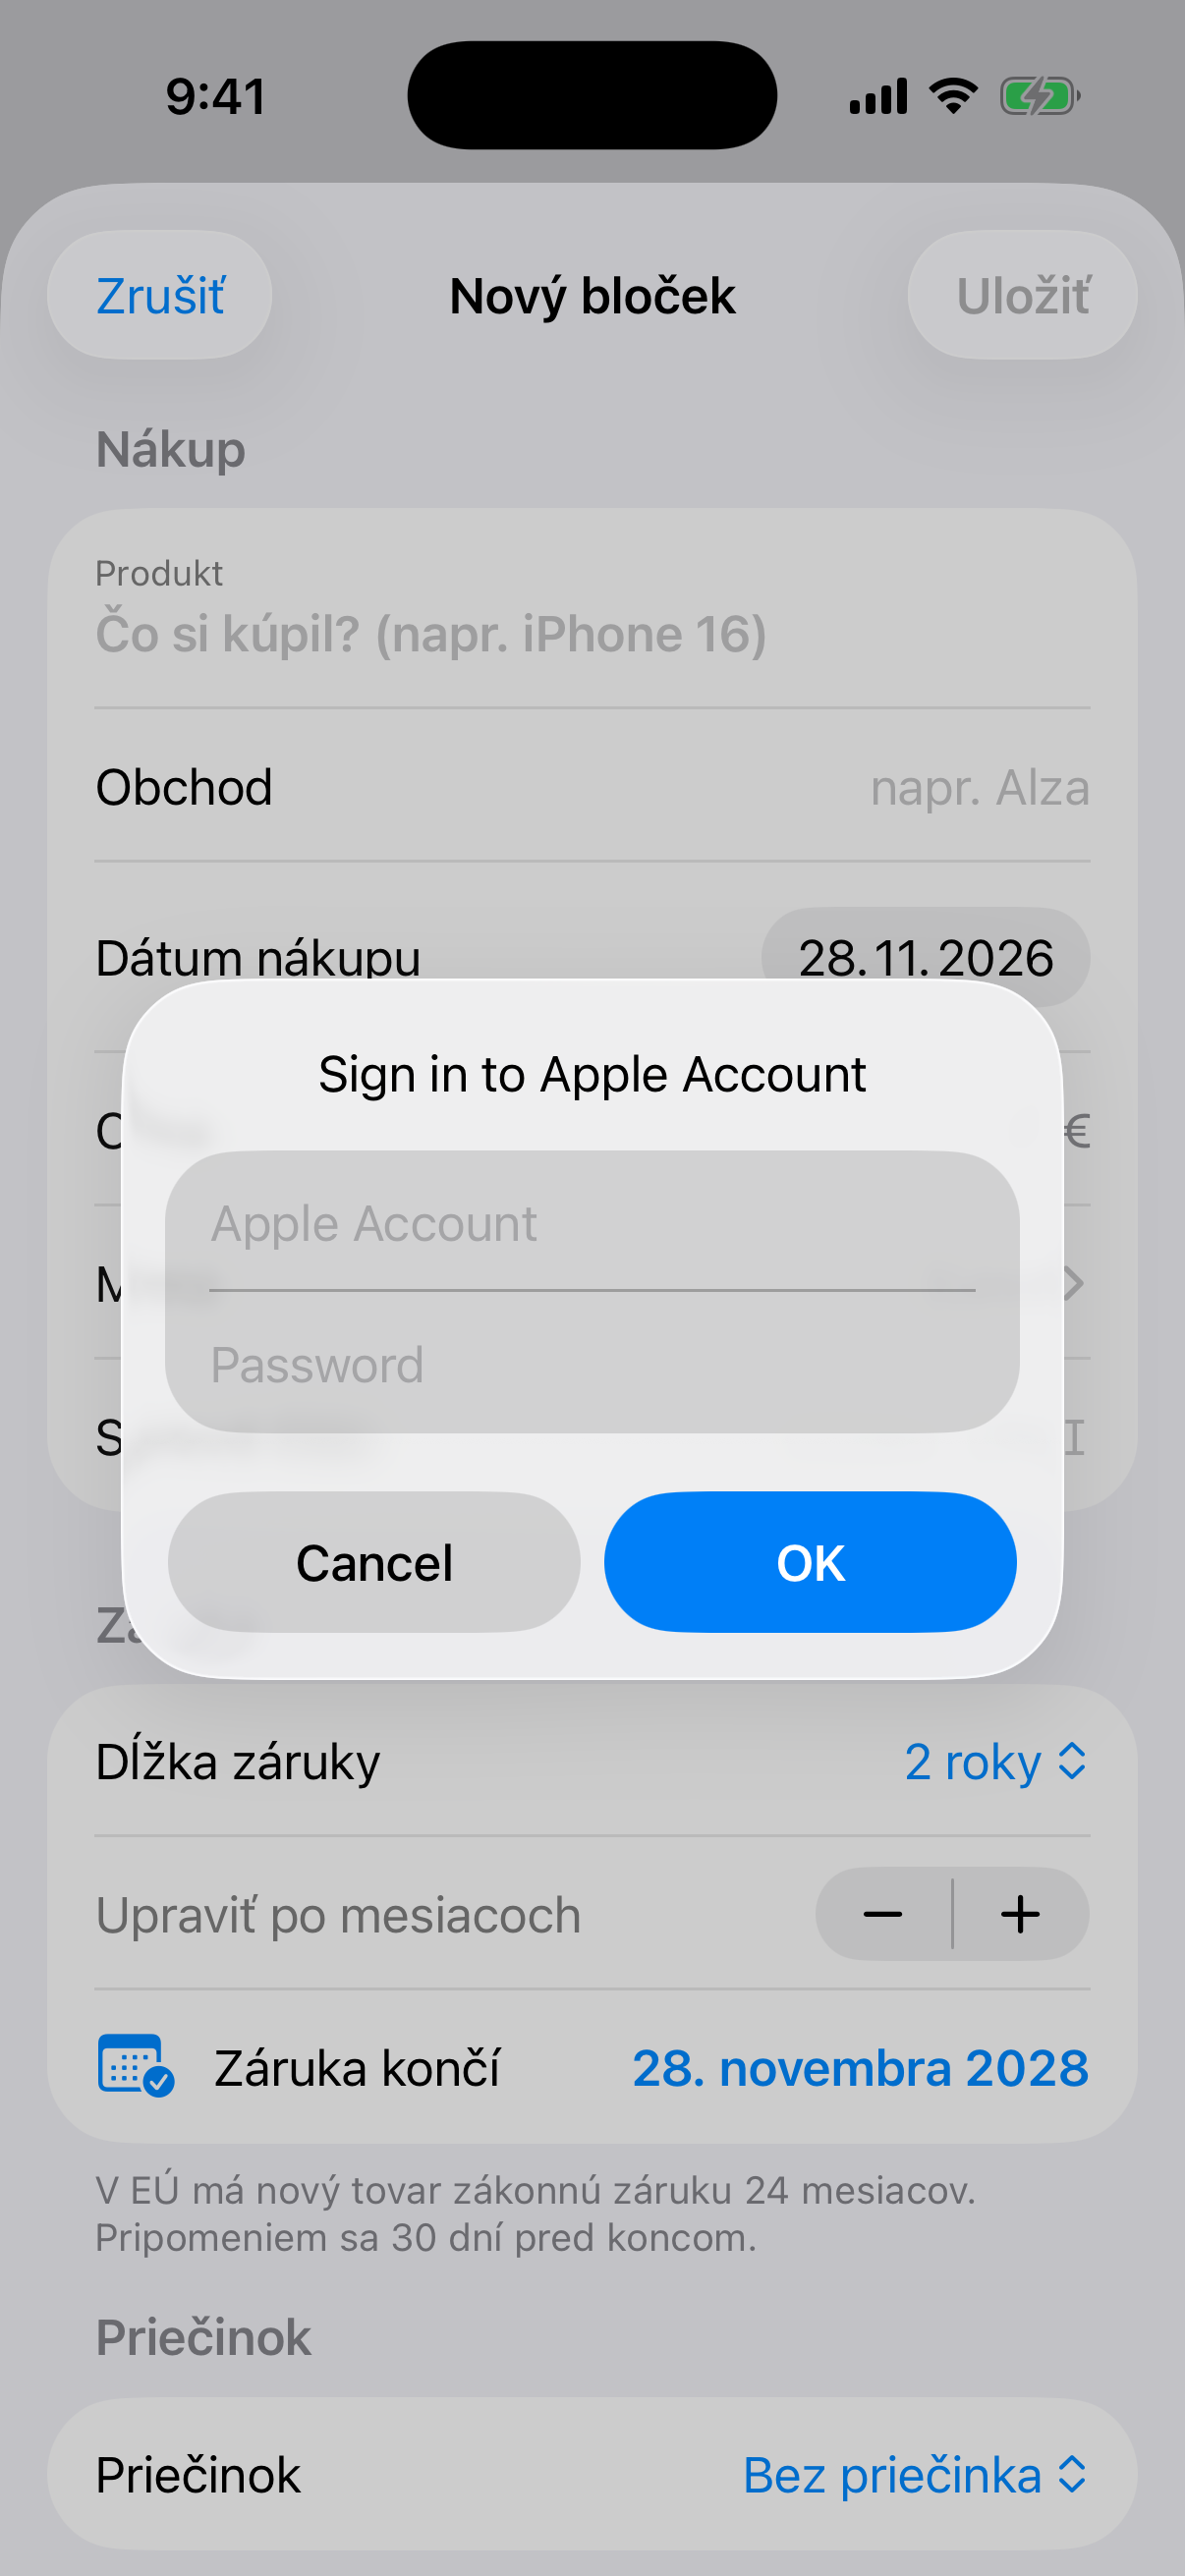 9:41
Zrušiť
Nový bloček
Uložiť
Nákup
Produkt
Čo si kúpil? (napr. iPhone 16)
Obchod
napr. Alza
Dátum nákupu
28. 11. 2026
€
Sign in to Apple Account
Apple Account
Password
Cancel
OK
Dĺžka záruky
2 roky
Upraviť po mesiacoch
Záruka končí
28. novembra 2028
V EÚ má nový tovar zákonnú záruku 24 mesiacov.
Pripomeniem sa 30 dní pred koncom.
Priečinok
Priečinok
Bez priečinka